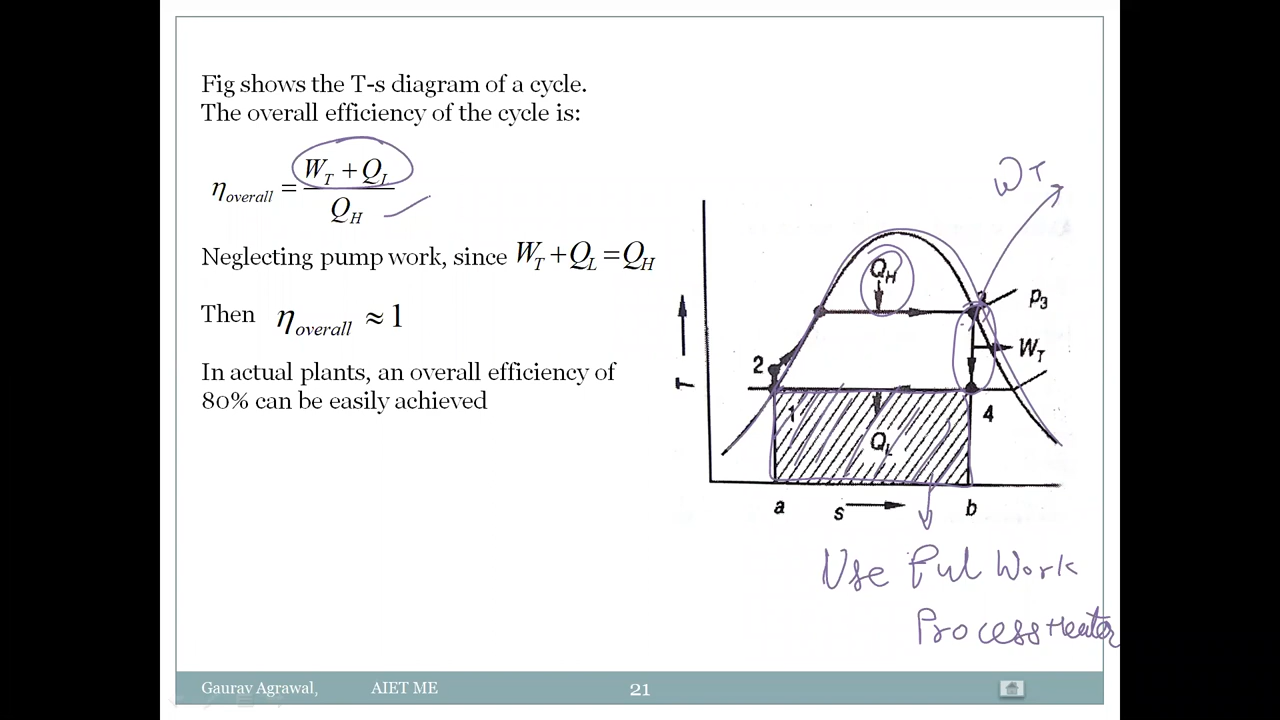 Fig shows the T-s diagram of a cycle.
The overall efficiency of the cycle is:
η_overall = (W_T + Q_L) / Q_H
Neglecting pump work, since W_T + Q_L = Q_H
Then η_overall ≈ 1
In actual plants, an overall efficiency of
80% can be easily achieved
W T
Q_H
p_3
W_T
T
2
1
4
Q_L
a
s
b
Use ful Work
Process Heater
Gaurav Agrawal, AIET ME 21